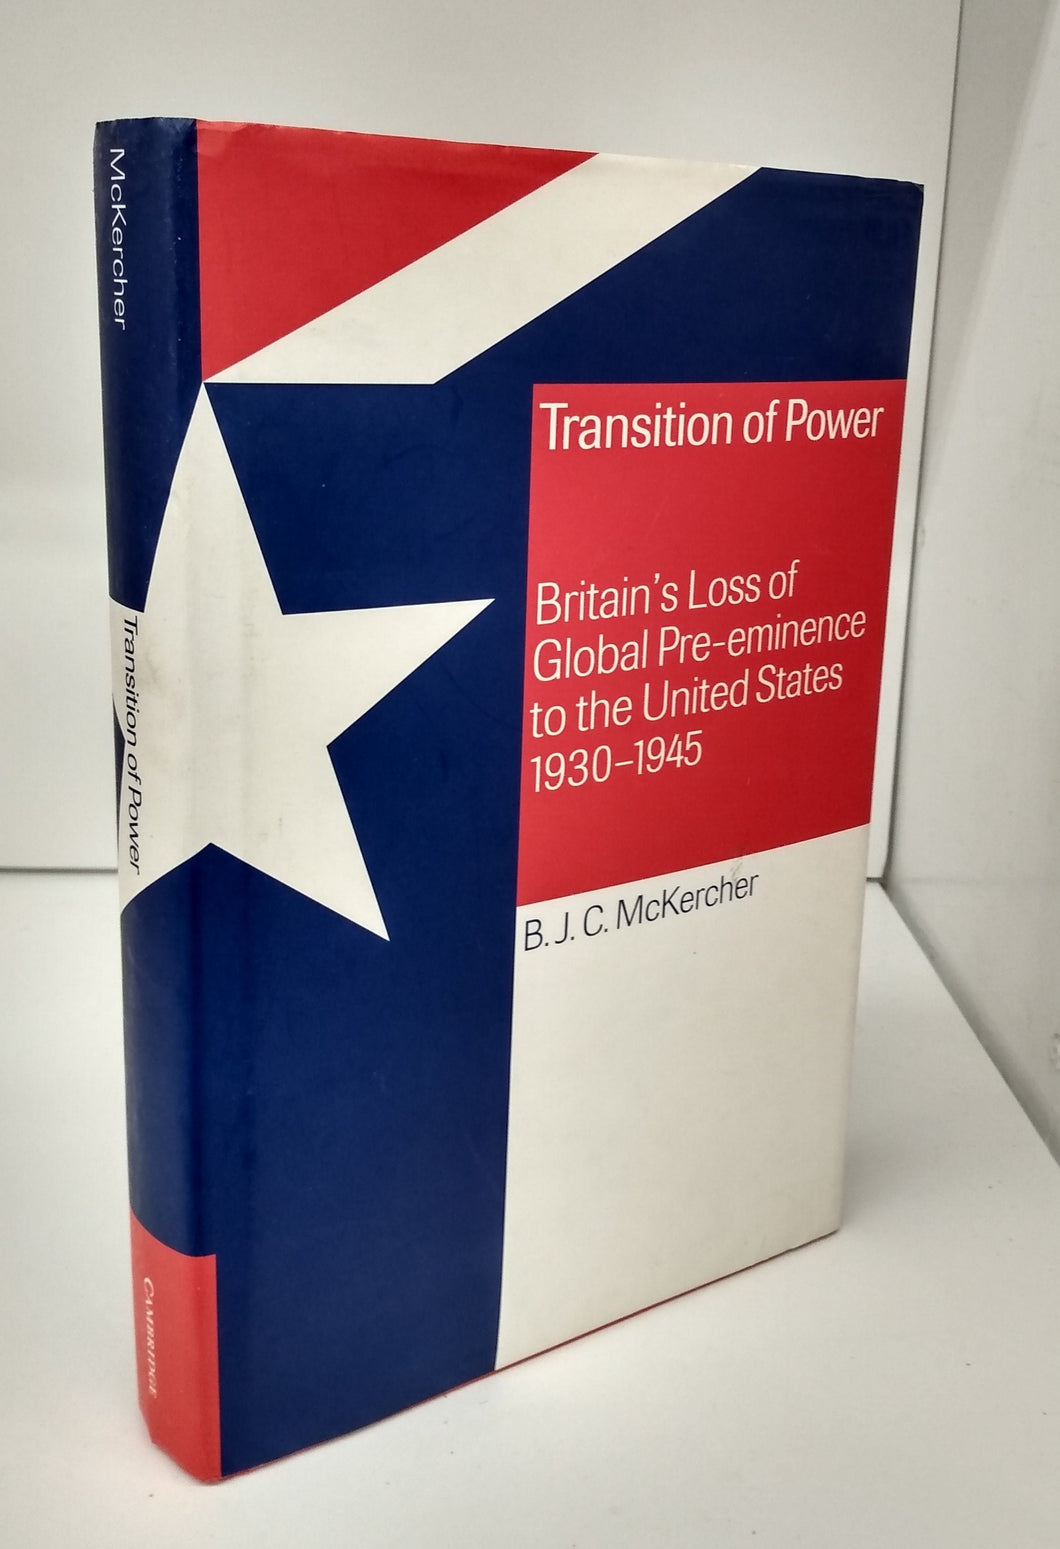 McKercher
Transition of Power
CAMBRIDGE
Transition of Power
Britain's Loss of
Global Pre-eminence
to the United States
1930–1945
B. J. C. McKercher